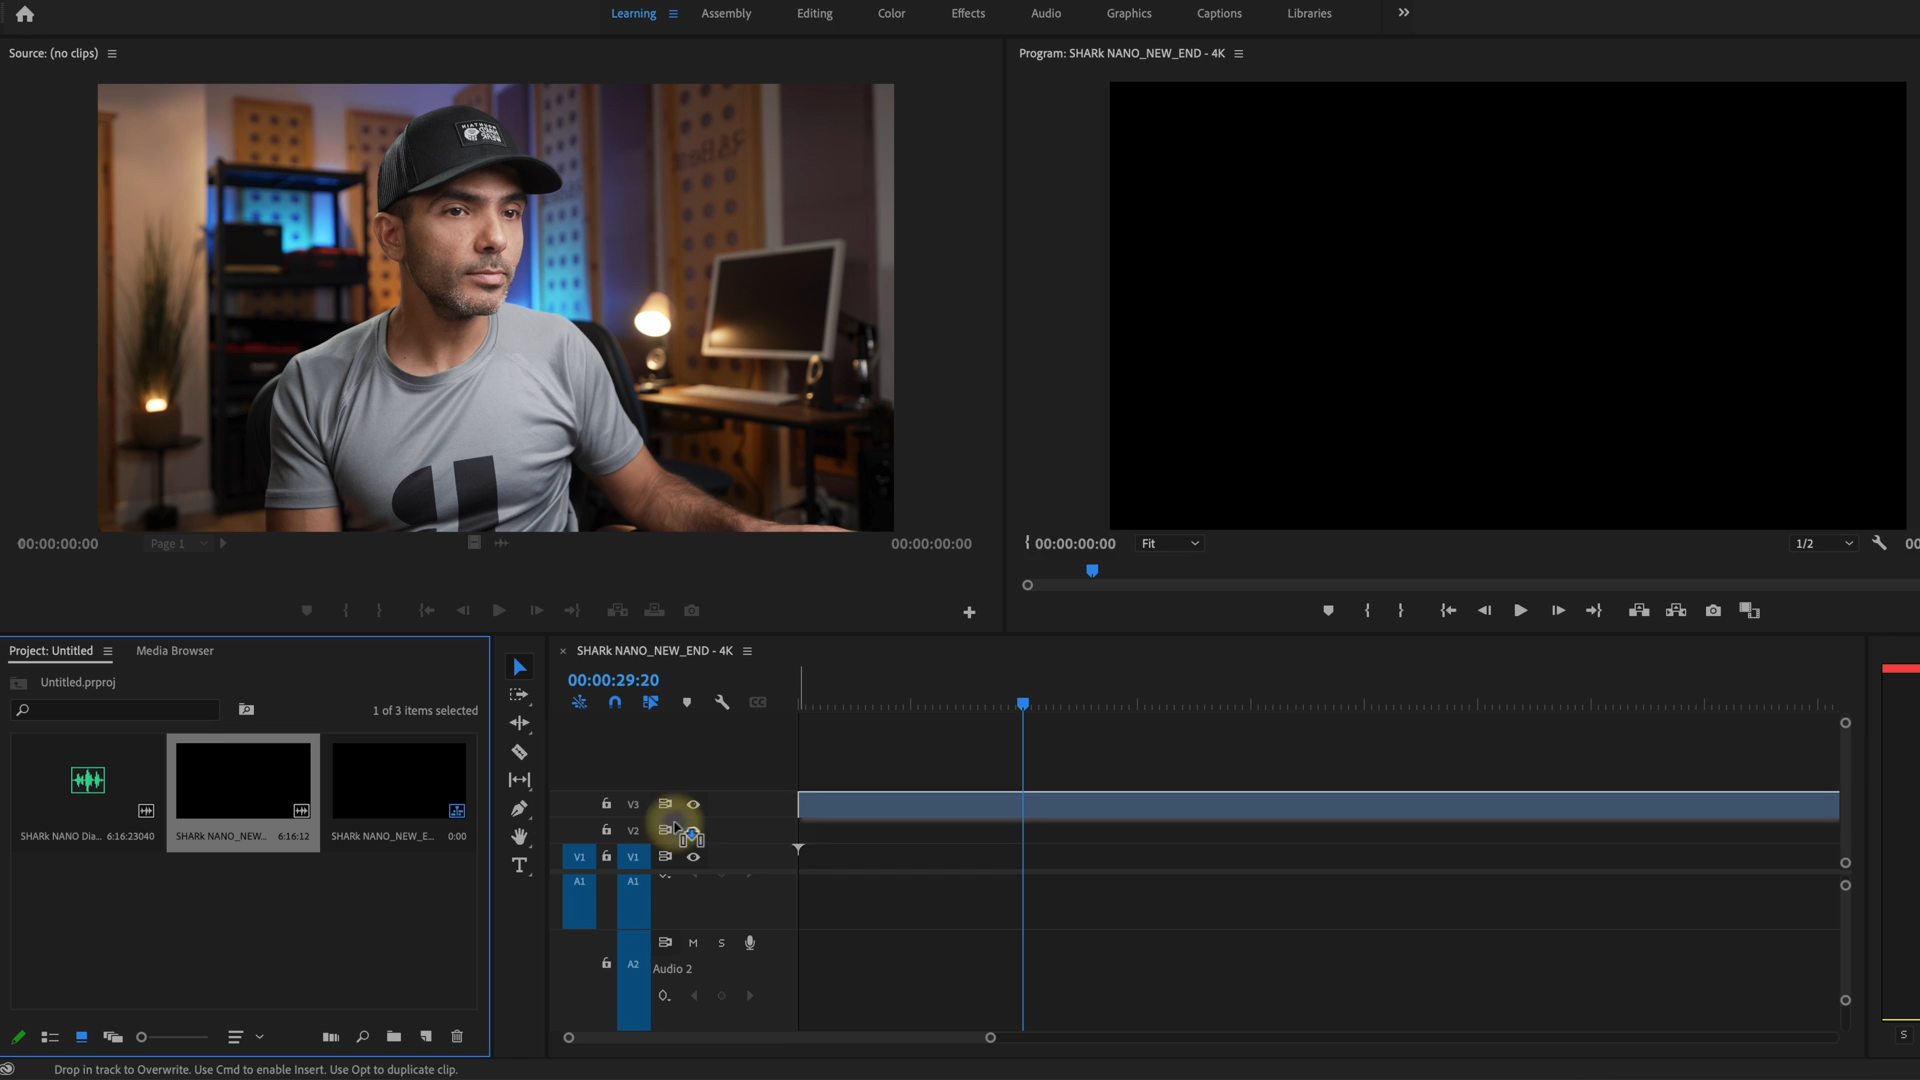 Learning
Assembly
Editing
Color
Effects
Audio
Graphics
Captions
Libraries
Source: (no clips)
Program: SHARk NANO_NEW_END - 4K
00:00:00:00
Page 1
00:00:00:00
00:00:00:00
Fit
1/2
00
Project: Untitled
Media Browser
Untitled.prproj
1 of 3 items selected
SHARk NANO Dia... 6:16:23040
SHARk NANO_NEW... 6:16:12
SHARk NANO_NEW_E... 0:00
SHARk NANO_NEW_END - 4K
00:00:29:20
V3
V2
V1 V1
A1 A1
M S
A2
Audio 2
S
Drop in track to Overwrite. Use Cmd to enable Insert. Use Opt to duplicate clip.